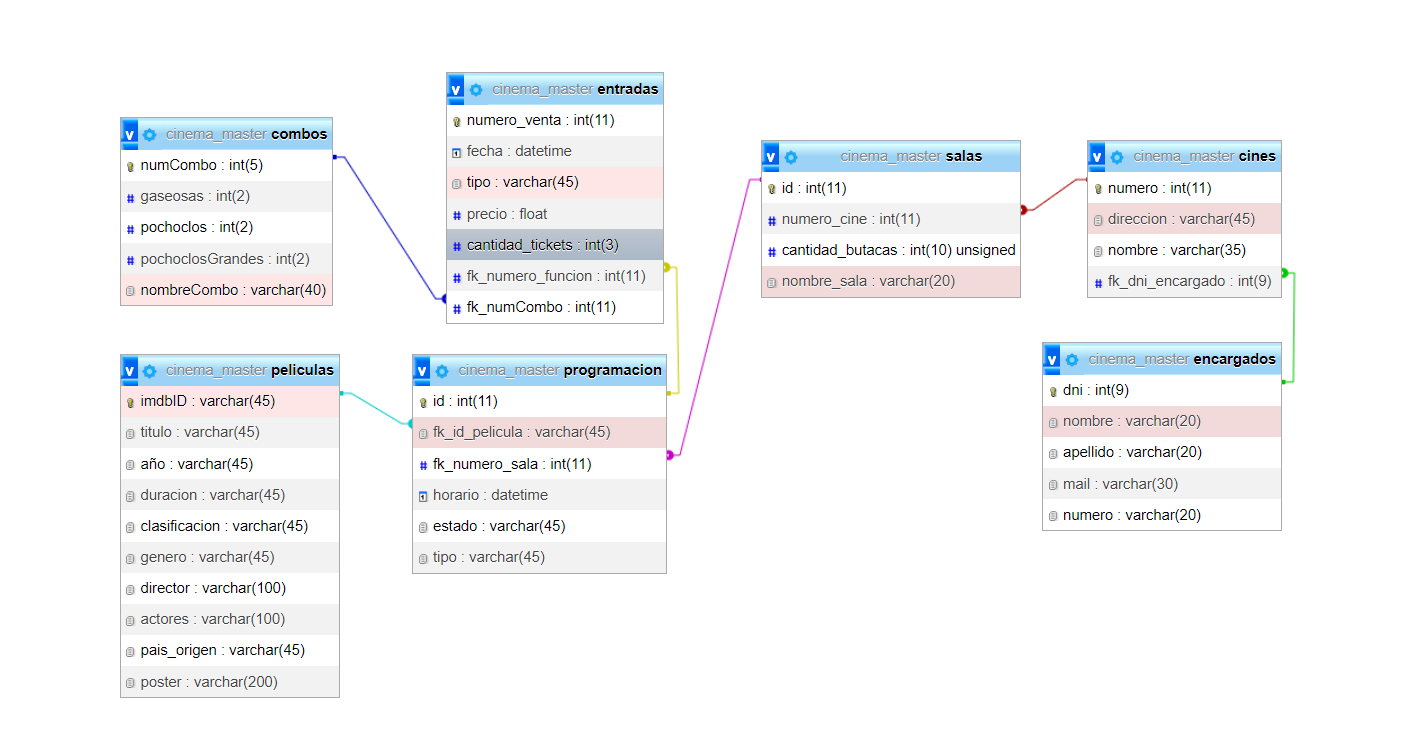 cinema_master combos
numCombo : int(5)
gaseosas : int(2)
pochoclos : int(2)
pochoclosGrandes : int(2)
nombreCombo : varchar(40)
cinema_master entradas
numero_venta : int(11)
fecha : datetime
tipo : varchar(45)
precio : float
cantidad_tickets : int(3)
fk_numero_funcion : int(11)
fk_numCombo : int(11)
cinema_master salas
id : int(11)
numero_cine : int(11)
cantidad_butacas : int(10) unsigned
nombre_sala : varchar(20)
cinema_master cines
numero : int(11)
direccion : varchar(45)
nombre : varchar(35)
fk_dni_encargado : int(9)
cinema_master peliculas
imdbID : varchar(45)
titulo : varchar(45)
año : varchar(45)
duracion : varchar(45)
clasificacion : varchar(45)
genero : varchar(45)
director : varchar(100)
actores : varchar(100)
pais_origen : varchar(45)
poster : varchar(200)
cinema_master programacion
id : int(11)
fk_id_pelicula : varchar(45)
fk_numero_sala : int(11)
horario : datetime
estado : varchar(45)
tipo : varchar(45)
cinema_master encargados
dni : int(9)
nombre : varchar(20)
apellido : varchar(20)
mail : varchar(30)
numero : varchar(20)